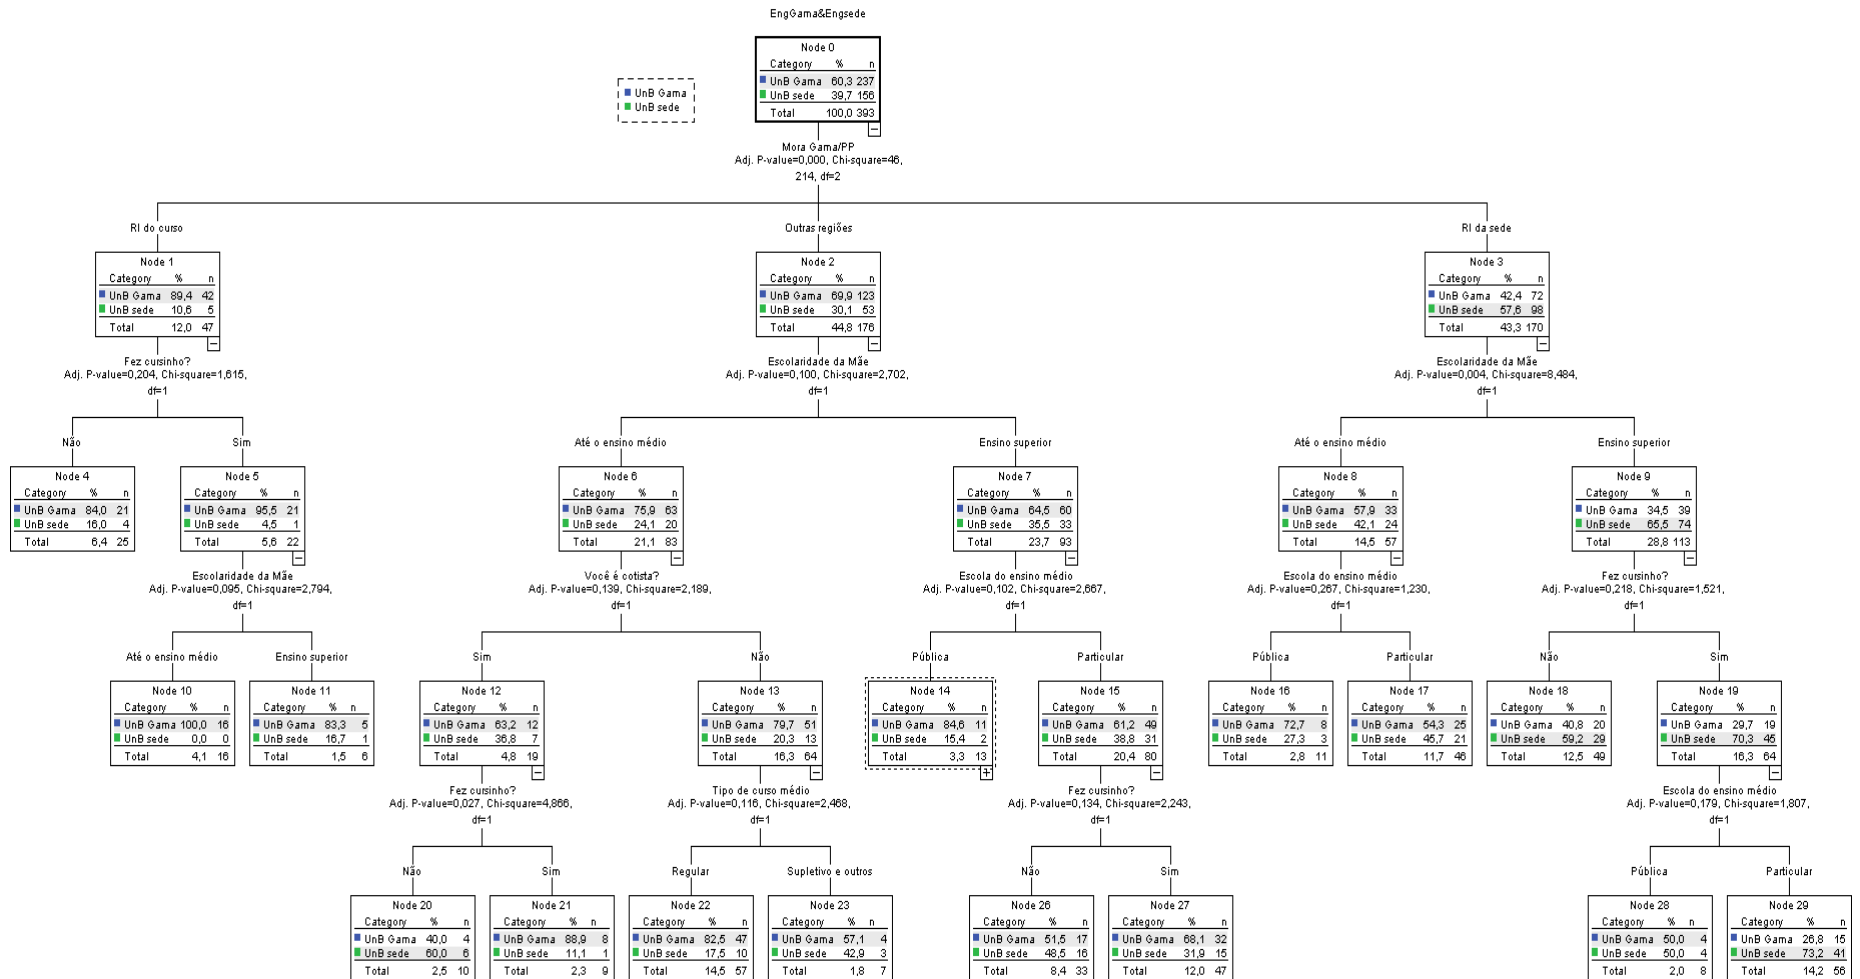 EngGama&Engsede
Node 0
Category % n
UnB Gama 60,3 237
UnB sede 39,7 156
Total 100,0 393
UnB Gama
UnB sede
Mora Gama/PP
Adj. P-value=0,000, Chi-square=46,
214, df=2
RI do curso
Outras regiões
RI da sede
Node 1
Category % n
UnB Gama 89,4 42
UnB sede 10,6 5
Total 12,0 47
Node 2
Category % n
UnB Gama 69,9 123
UnB sede 30,1 53
Total 44,8 176
Node 3
Category % n
UnB Gama 42,4 72
UnB sede 57,6 98
Total 43,3 170
Fez cursinho?
Adj. P-value=0,204, Chi-square=1,615,
df=1
Escolaridade da Mãe
Adj. P-value=0,100, Chi-square=2,702,
df=1
Escolaridade da Mãe
Adj. P-value=0,004, Chi-square=8,484,
df=1
Não
Sim
Até o ensino médio
Ensino superior
Até o ensino médio
Ensino superior
Node 4
Category % n
UnB Gama 84,0 21
UnB sede 16,0 4
Total 6,4 25
Node 5
Category % n
UnB Gama 95,5 21
UnB sede 4,5 1
Total 5,6 22
Node 6
Category % n
UnB Gama 75,9 63
UnB sede 24,1 20
Total 21,1 83
Node 7
Category % n
UnB Gama 64,5 60
UnB sede 35,5 33
Total 23,7 93
Node 8
Category % n
UnB Gama 57,9 33
UnB sede 42,1 24
Total 14,5 57
Node 9
Category % n
UnB Gama 34,5 39
UnB sede 65,5 74
Total 28,8 113
Escolaridade da Mãe
Adj. P-value=0,095, Chi-square=2,794,
df=1
Você é cotista?
Adj. P-value=0,139, Chi-square=2,189,
df=1
Escola do ensino médio
Adj. P-value=0,102, Chi-square=2,667,
df=1
Escola do ensino médio
Adj. P-value=0,267, Chi-square=1,230,
df=1
Fez cursinho?
Adj. P-value=0,218, Chi-square=1,521,
df=1
Até o ensino médio
Ensino superior
Sim
Não
Pública
Particular
Pública
Particular
Não
Sim
Node 10
Category % n
UnB Gama 100,0 16
UnB sede 0,0 0
Total 4,1 16
Node 11
Category % n
UnB Gama 83,3 5
UnB sede 16,7 1
Total 1,5 6
Node 12
Category % n
UnB Gama 63,2 12
UnB sede 36,8 7
Total 4,8 19
Node 13
Category % n
UnB Gama 79,7 51
UnB sede 20,3 13
Total 16,3 64
Node 14
Category % n
UnB Gama 84,6 11
UnB sede 15,4 2
Total 3,3 13
Node 15
Category % n
UnB Gama 61,2 49
UnB sede 38,8 31
Total 20,4 80
Node 16
Category % n
UnB Gama 72,7 8
UnB sede 27,3 3
Total 2,8 11
Node 17
Category % n
UnB Gama 54,3 25
UnB sede 45,7 21
Total 11,7 46
Node 18
Category % n
UnB Gama 40,8 20
UnB sede 59,2 29
Total 12,5 49
Node 19
Category % n
UnB Gama 29,7 19
UnB sede 70,3 45
Total 16,3 64
Fez cursinho?
Adj. P-value=0,027, Chi-square=4,866,
df=1
Tipo de curso médio
Adj. P-value=0,116, Chi-square=2,468,
df=1
Fez cursinho?
Adj. P-value=0,134, Chi-square=2,243,
df=1
Escola do ensino médio
Adj. P-value=0,179, Chi-square=1,807,
df=1
Não
Sim
Regular
Supletivo e outros
Não
Sim
Pública
Particular
Node 20
Category % n
UnB Gama 40,0 4
UnB sede 60,0 6
Total 2,5 10
Node 21
Category % n
UnB Gama 88,9 8
UnB sede 11,1 1
Total 2,3 9
Node 22
Category % n
UnB Gama 82,5 47
UnB sede 17,5 10
Total 14,5 57
Node 23
Category % n
UnB Gama 57,1 4
UnB sede 42,9 3
Total 1,8 7
Node 26
Category % n
UnB Gama 51,5 17
UnB sede 48,5 16
Total 8,4 33
Node 27
Category % n
UnB Gama 68,1 32
UnB sede 31,9 15
Total 12,0 47
Node 28
Category % n
UnB Gama 50,0 4
UnB sede 50,0 4
Total 2,0 8
Node 29
Category % n
UnB Gama 26,8 15
UnB sede 73,2 41
Total 14,2 56